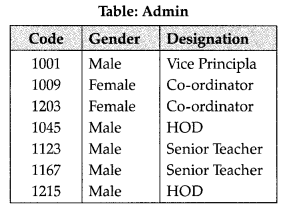 Table: Admin
Code Gender Designation
1001 Male Vice Principla
1009 Female Co-ordinator
1203 Female Co-ordinator
1045 Male HOD
1123 Male Senior Teacher
1167 Male Senior Teacher
1215 Male HOD